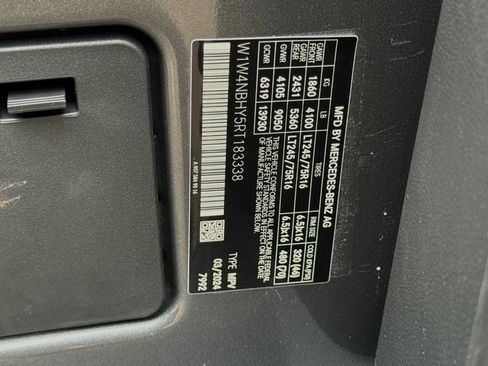 MFD BY MERCEDES-BENZ AG
KG LB TIRES RIM SIZE COLD (KPA/PSI)
GAWR FRONT 1860 4100 LT245/75R16 6.5Jx16 320 (46)
GAWR REAR 2431 5360 LT245/75R16 6.5Jx16 480 (70)
GVWR 4105 9050
GCWR 6319 13930
THIS VEHICLE CONFORMS TO ALL APPLICABLE FEDERAL
MOTOR VEHICLE SAFETY STANDARDS IN EFFECT
ON THE DATE OF MANUFACTURE SHOWN ABOVE
W1W4NBHY5RT183338
03/2024
TYPE MPV
7992